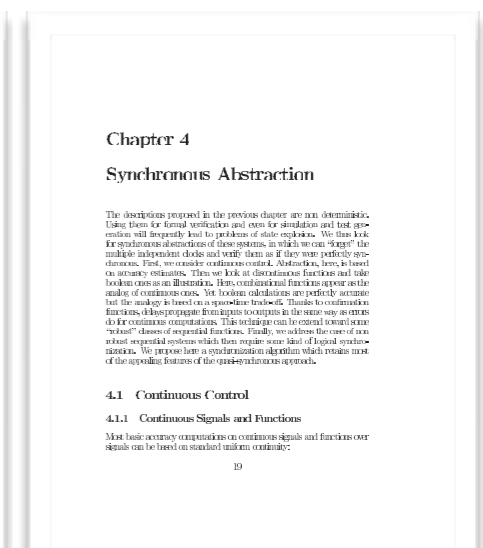 Chapter 4
Synchronous Abstraction
The descriptions proposed in the previous chapter are non deterministic.
Using them for formal verification and even for simulation and test gen-
eration will frequently lead to problems of state explosion. We thus look
for synchronous abstractions of these systems, in which we can "forget" the
multiple independent clocks and verify them as if they were perfectly syn-
chronous. First, we consider continuous control. Abstraction, here, is based
on accuracy estimates. Then we look at discontinuous functions and take
boolean ones as an illustration. Here, combinational functions appear as the
analog of continuous ones. Yet boolean calculations are perfectly accurate
but the analogy is based on a space-time trade-off. Thanks to confirmation
functions, delays propagate from inputs to outputs in the same way as errors
do for continuous computations. This technique can be extend toward some
"robust" classes of sequential functions. Finally, we address the case of non
robust sequential systems which then require some kind of logical synchro-
nization. We propose here a synchronization algorithm which retains most
of the appealing features of the quasi-synchronous approach.
4.1 Continuous Control
4.1.1 Continuous Signals and Functions
Most basic accuracy computations on continuous signals and functions over
signals can be based on standard uniform continuity:
19